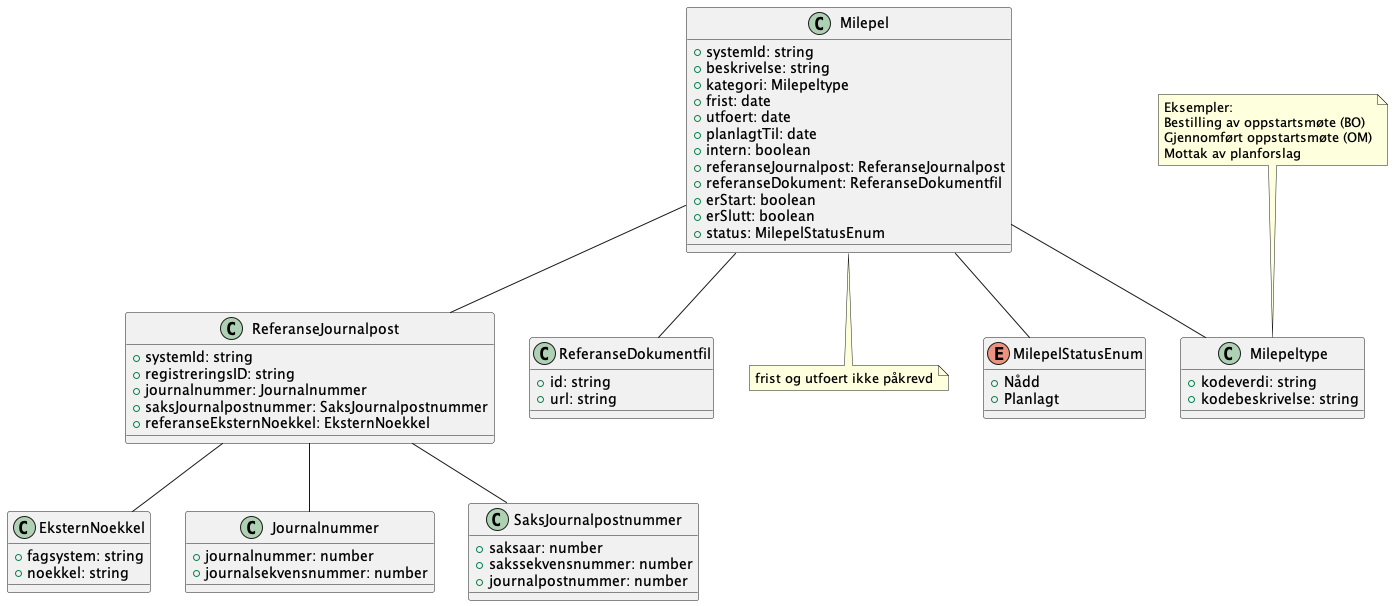 C Milepel
systemId: string
beskrivelse: string
kategori: Milepeltype
frist: date
utfoert: date
planlagtTil: date
intern: boolean
referanseJournalpost: ReferanseJournalpost
referanseDokument: ReferanseDokumentfil
erStart: boolean
erSlutt: boolean
status: MilepelStatusEnum
Eksempler:
Bestilling av oppstartsmøte (BO)
Gjennomført oppstartsmøte (OM)
Mottak av planforslag
C ReferanseJournalpost
systemId: string
registreringsID: string
journalnummer: Journalnummer
saksJournalpostnummer: SaksJournalpostnummer
referanseEksternNoekkel: EksternNoekkel
C ReferanseDokumentfil
id: string
url: string
frist og utfoert ikke påkrevd
E MilepelStatusEnum
Nådd
Planlagt
C Milepeltype
kodeverdi: string
kodebeskrivelse: string
C EksternNoekkel
fagsystem: string
noekkel: string
C Journalnummer
journalnummer: number
journalsekvensnummer: number
C SaksJournalpostnummer
saksaar: number
sakssekvensnummer: number
journalpostnummer: number